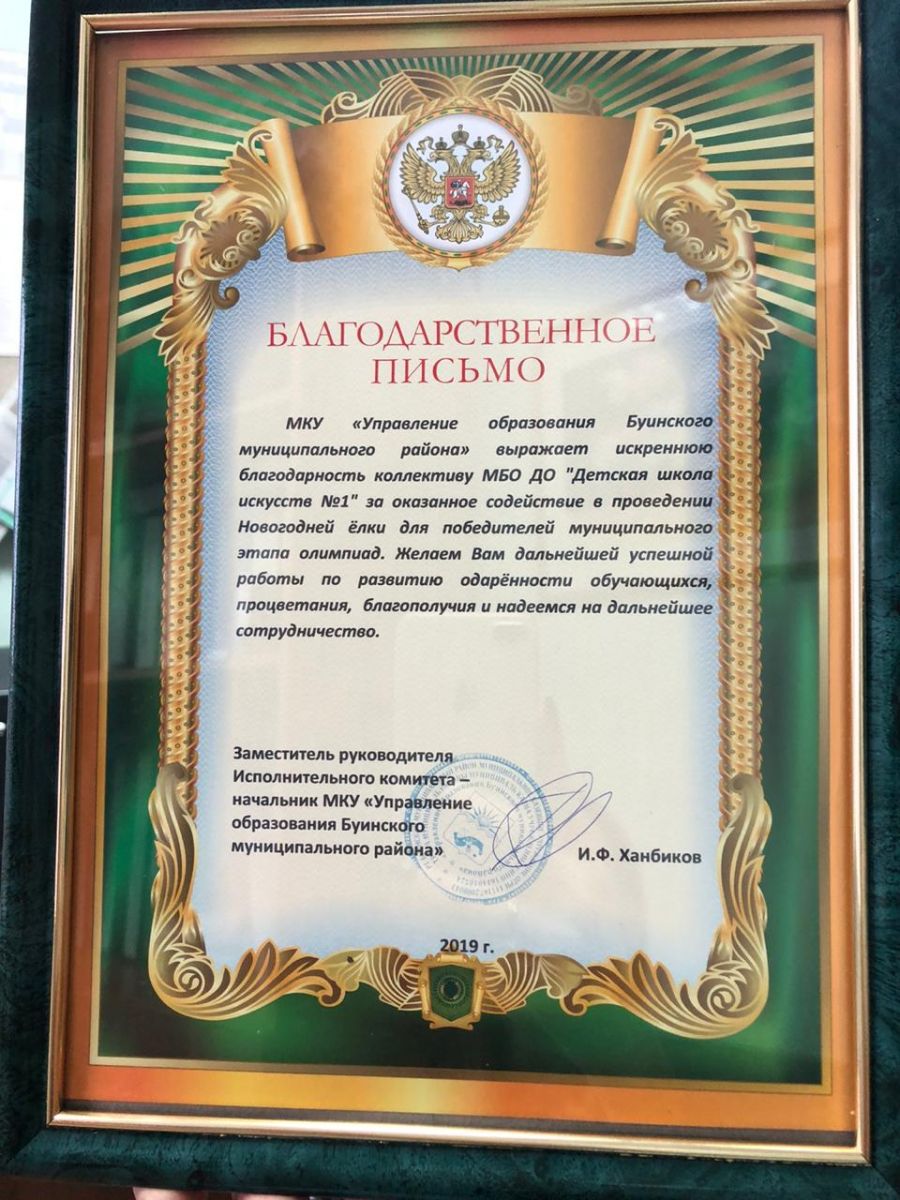 БЛАГОДАРСТВЕННОЕ
ПИСЬМО
МКУ «Управление образования Буинского
муниципального района» выражает искреннюю
благодарность коллективу МБО ДО "Детская школа
искусств №1" за оказанное содействие в проведении
Новогодней ёлки для победителей муниципального
этапа олимпиад. Желаем Вам дальнейшей успешной
работы по развитию одарённости обучающихся,
процветания, благополучия и надеемся на дальнейшее
сотрудничество.
Заместитель руководителя
Исполнительного комитета –
начальник МКУ «Управление
образования Буинского
муниципального района»
И.Ф. Ханбиков
2019 г.